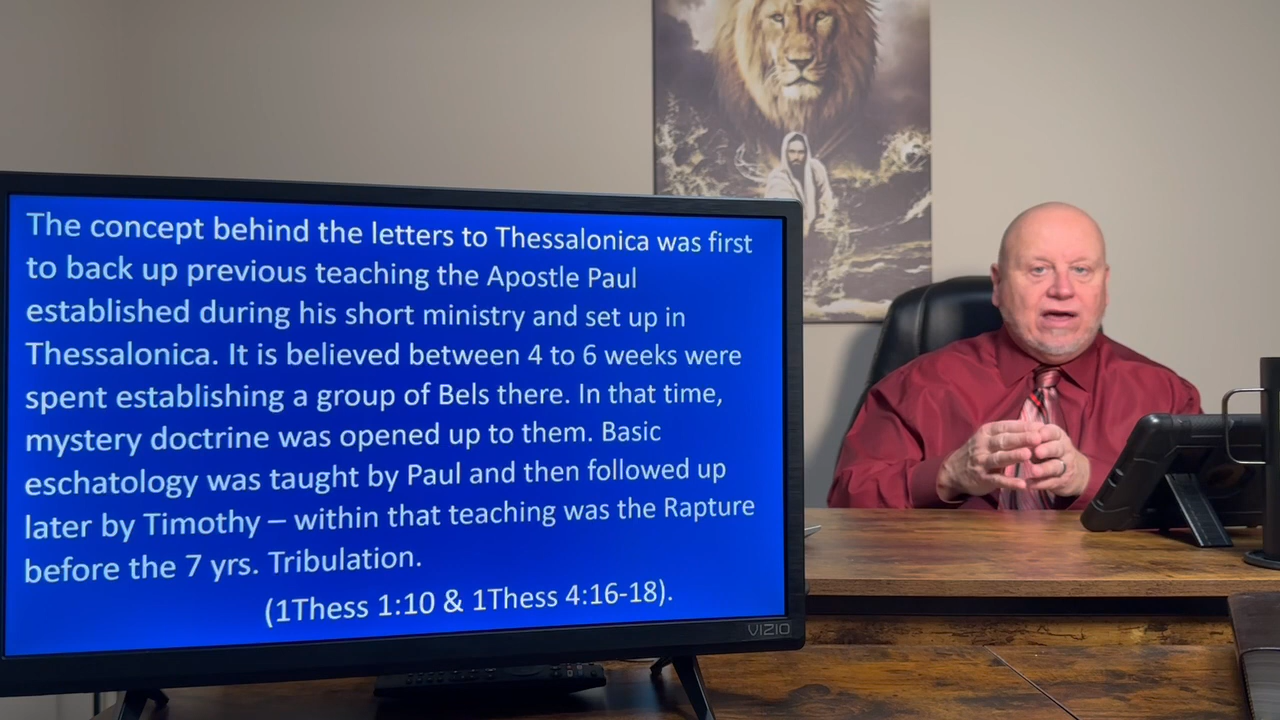 The concept behind the letters to Thessalonica was first
to back up previous teaching the Apostle Paul
established during his short ministry and set up in
Thessalonica. It is believed between 4 to 6 weeks were
spent establishing a group of Bels there. In that time,
mystery doctrine was opened up to them. Basic
eschatology was taught by Paul and then followed up
later by Timothy – within that teaching was the Rapture
before the 7 yrs. Tribulation.
(1Thess 1:10 & 1Thess 4:16-18).
VIZIO